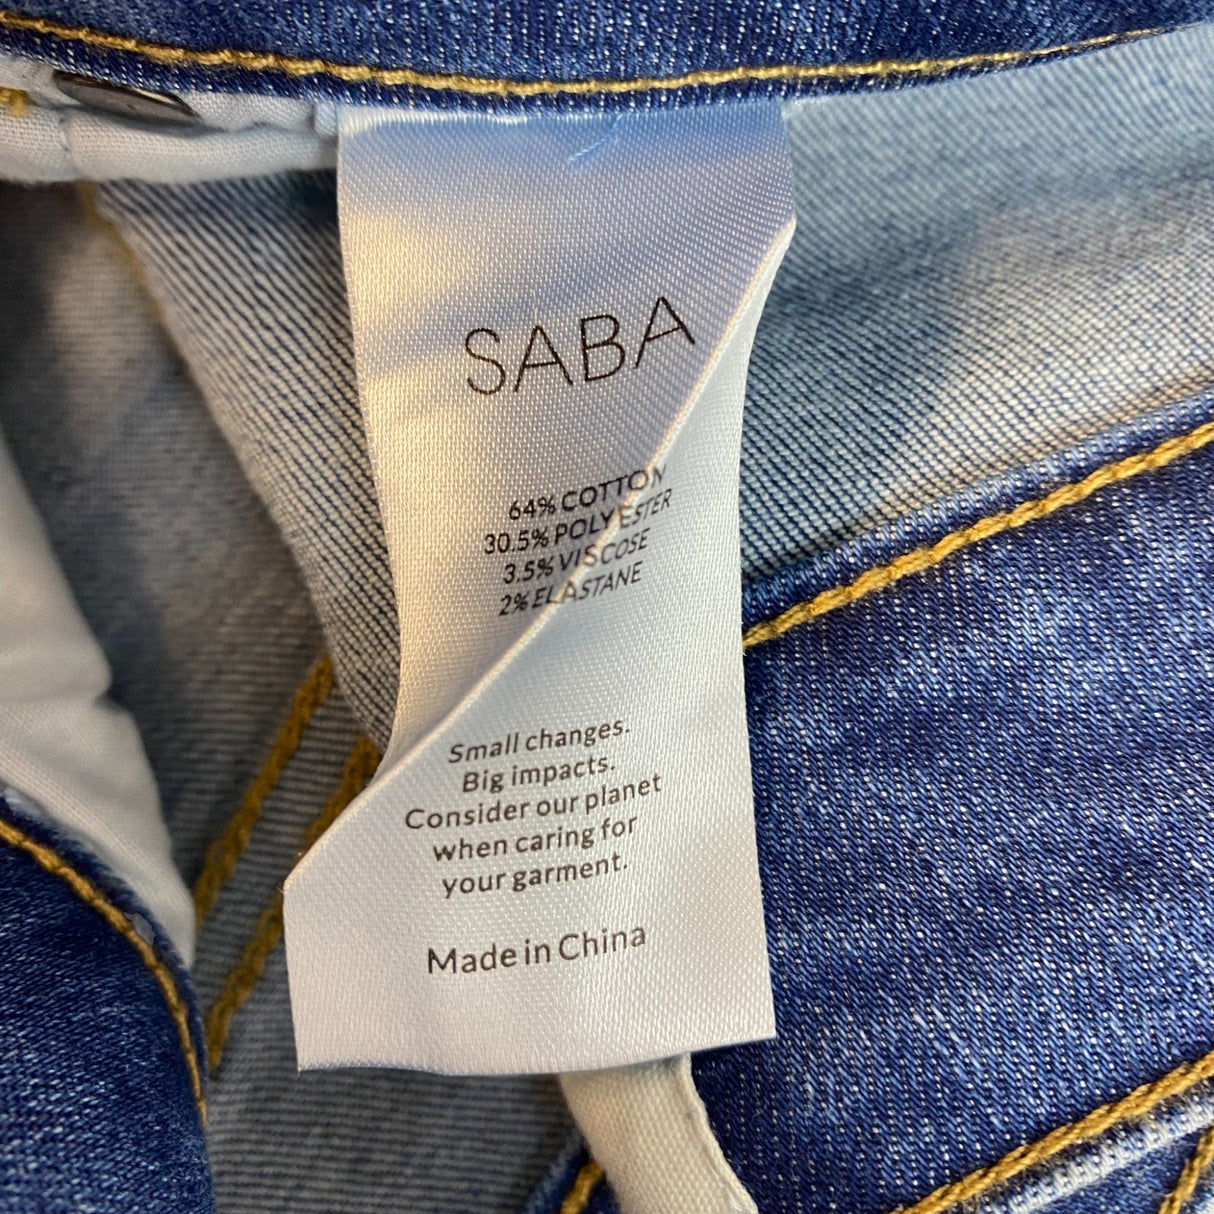 SABA
64% COTTON
30.5% POLYESTER
3.5% VISCOSE
2% ELASTANE
Small changes.
Big impacts.
Consider our planet
when caring for
your garment.
Made in China